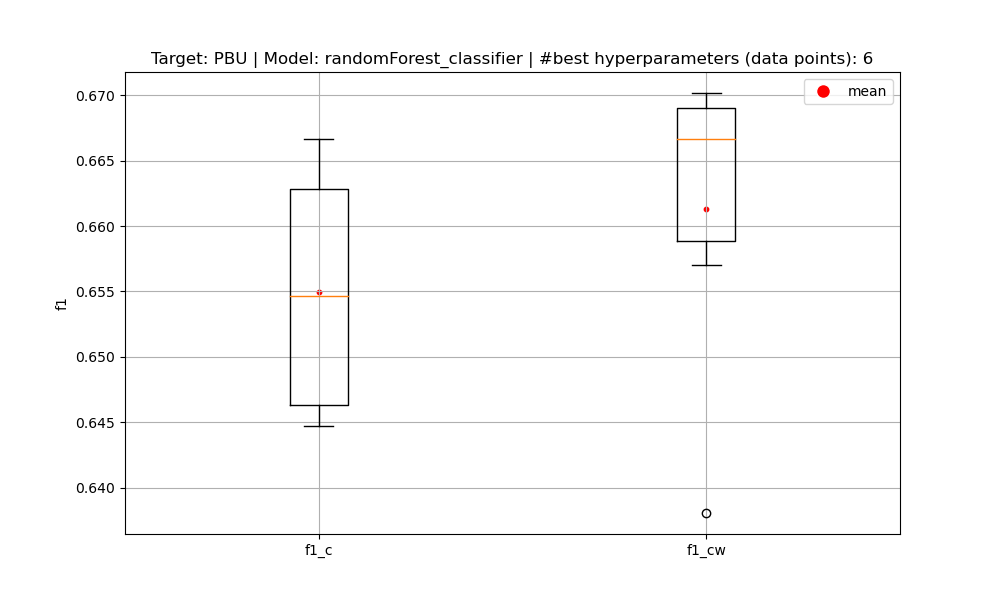 Target: PBU | Model: randomForest_classifier | #best hyperparameters (data points): 6
mean
0.670
0.665
0.660
0.655
0.650
0.645
0.640
f1
f1_c
f1_cw